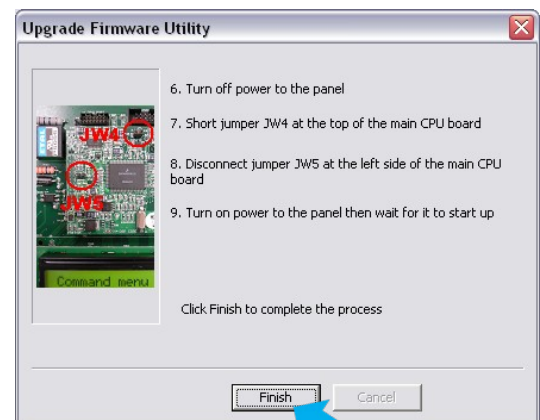 Upgrade Firmware Utility
6. Turn off power to the panel
7. Short jumper JW4 at the top of the main CPU board
8. Disconnect jumper JW5 at the left side of the main CPU
board
9. Turn on power to the panel then wait for it to start up
JW4
JW5
Command menu
Click Finish to complete the process
Finish
Cancel